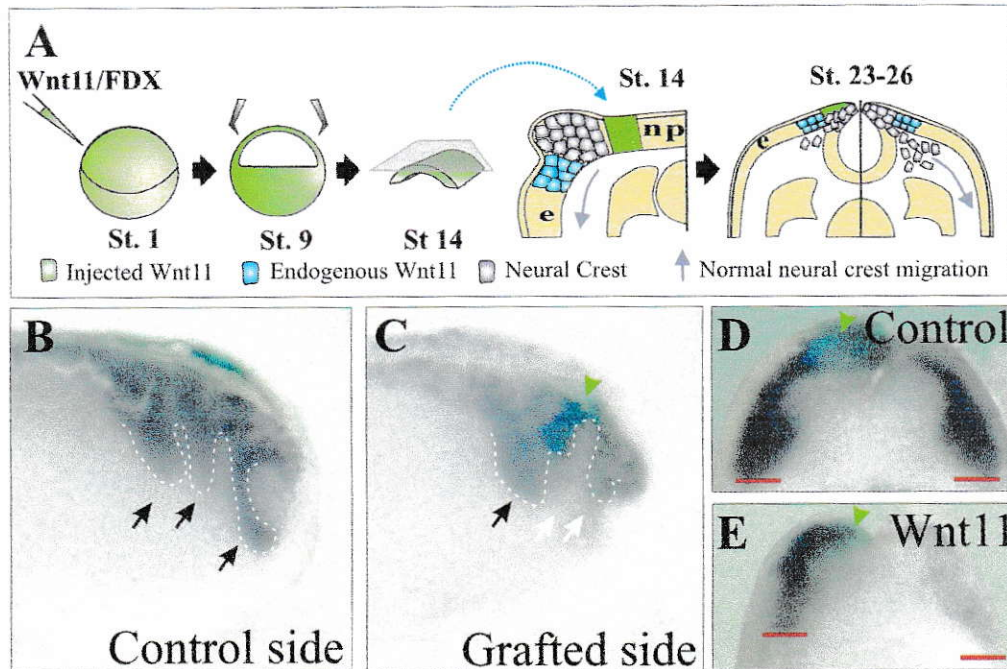 A
Wnt11/FDX
St. 1
St. 9
St 14
St. 14
n p
e
St. 23-26
e
Injected Wnt11
Endogenous Wnt11
Neural Crest
Normal neural crest migration
B
Control side
C
Grafted side
D
Control
E
Wnt11